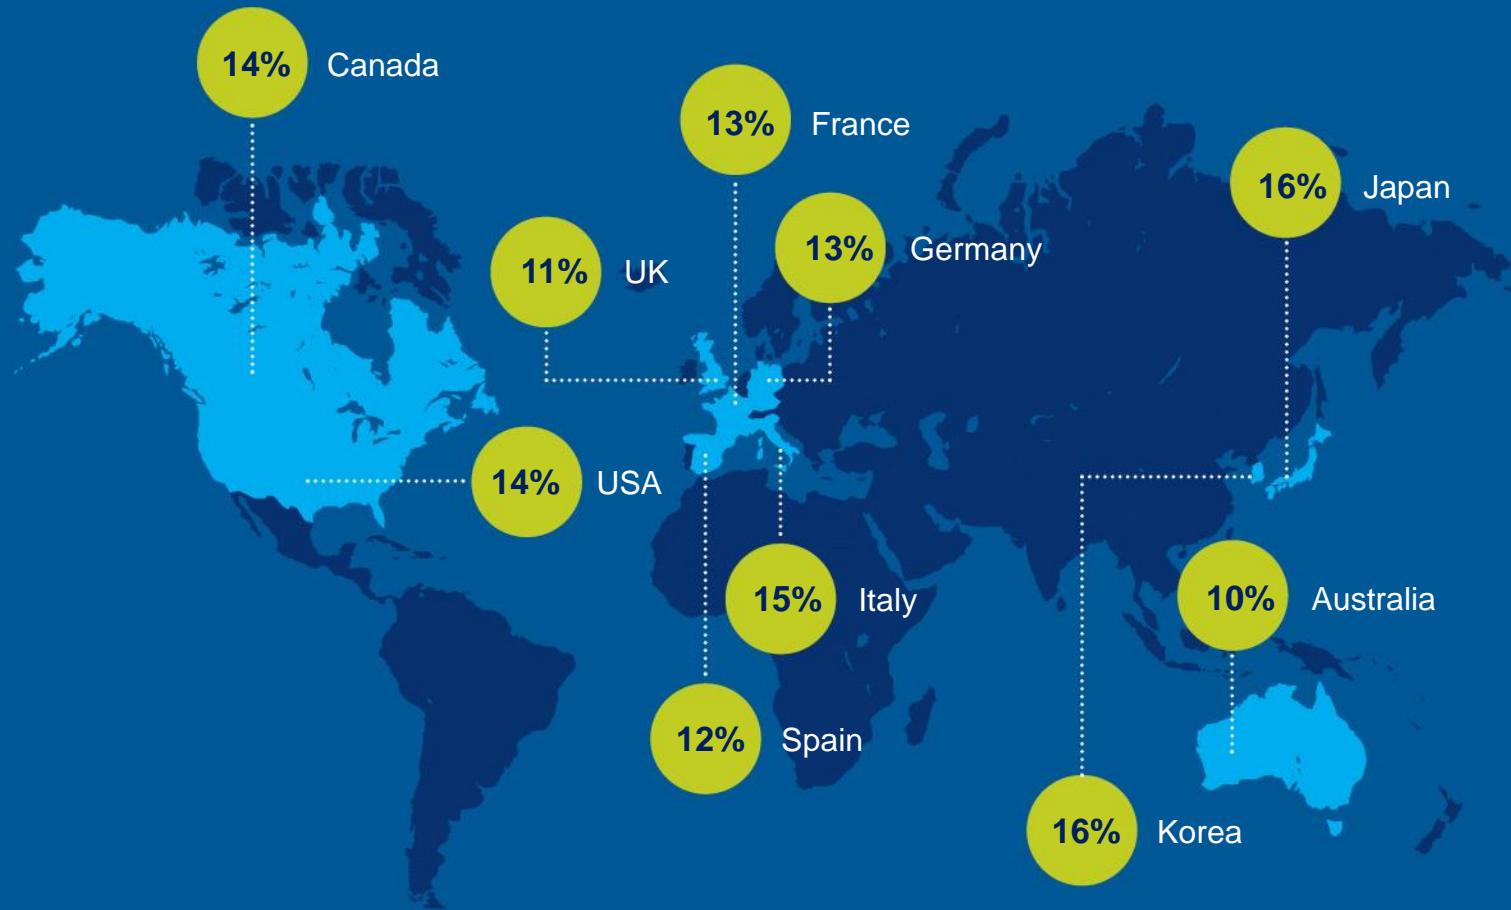 14% Canada
13% France
16% Japan
13% Germany
11% UK
14% USA
15% Italy
10% Australia
12% Spain
16% Korea